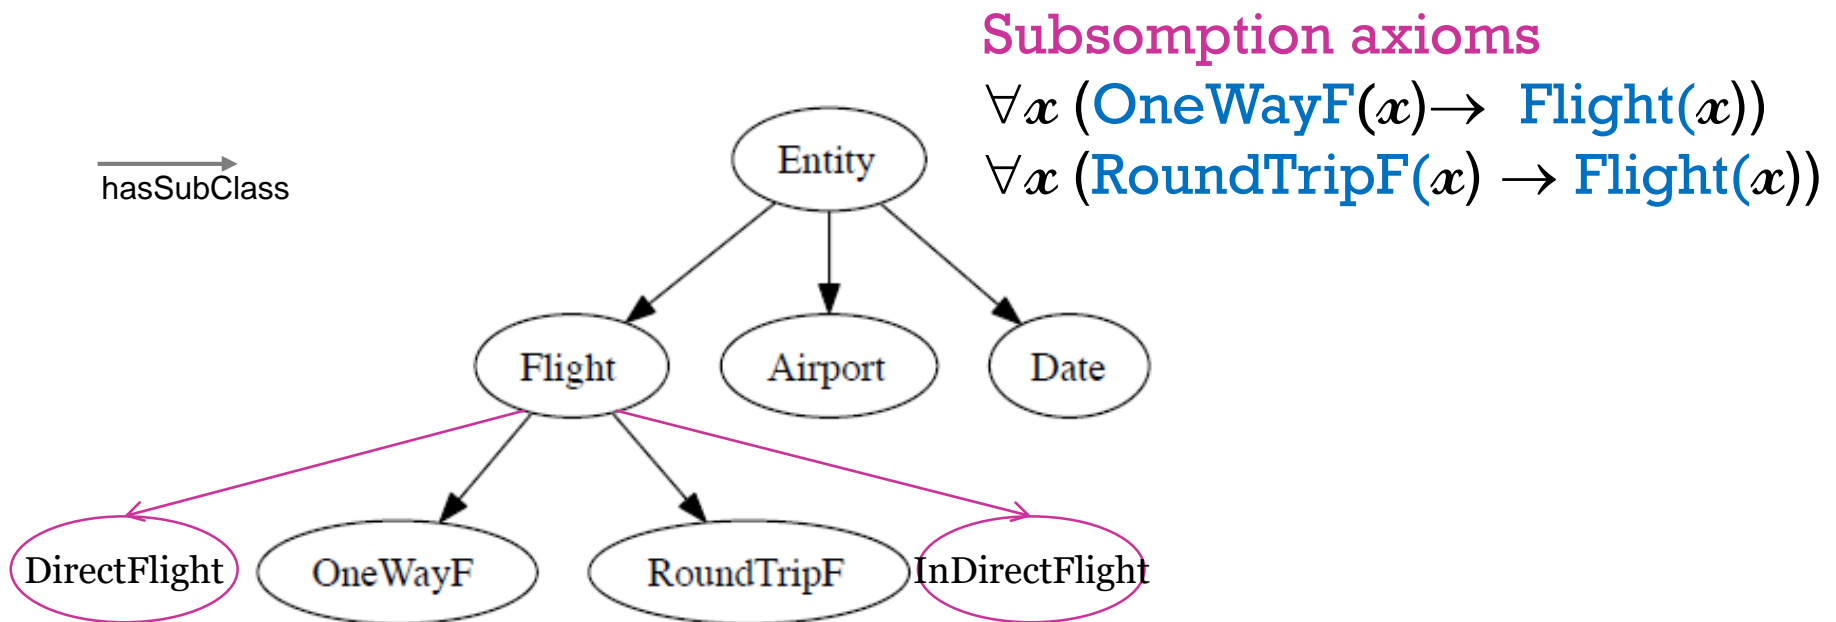 Subsomption axioms
∀x (OneWayF(x)→ Flight(x))
∀x (RoundTripF(x) → Flight(x))
hasSubClass
Entity
Flight
Airport
Date
DirectFlight
OneWayF
RoundTripF
InDirectFlight